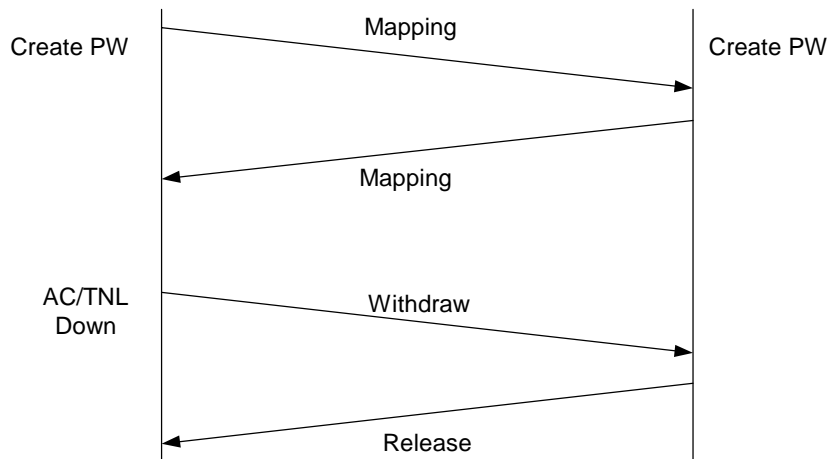 Mapping
Create PW
Create PW
Mapping
AC/TNL
Down
Withdraw
Release